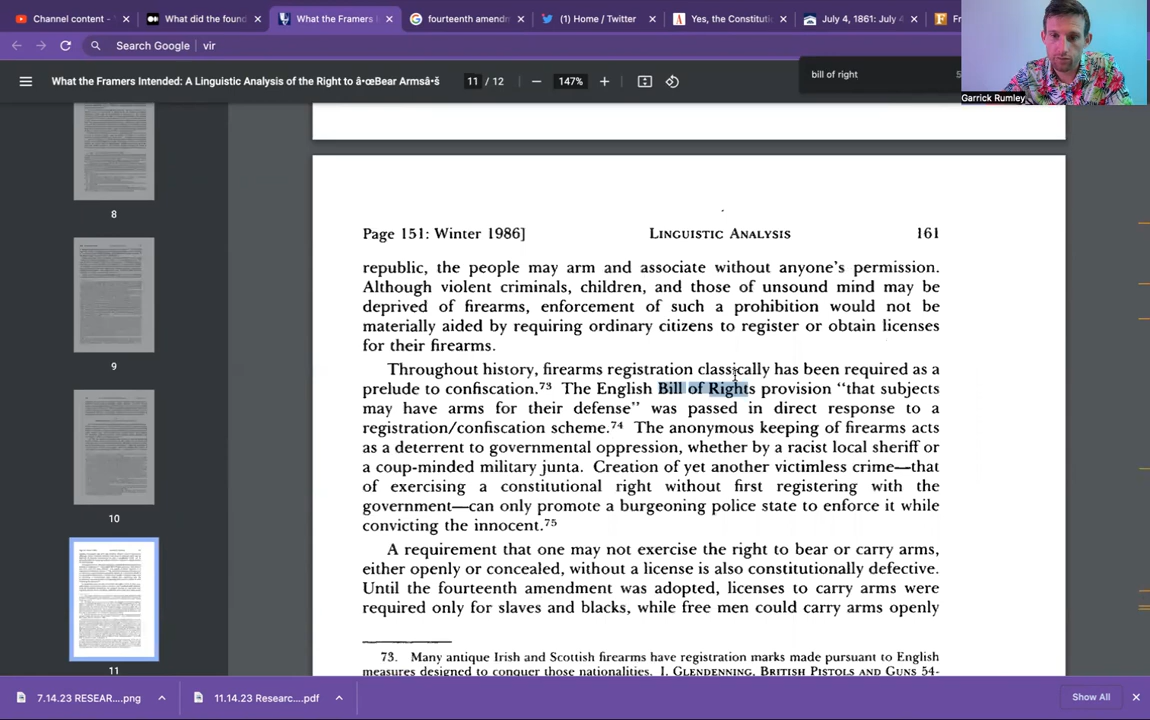 Channel content - 
What did the found
What the Framers I
fourteenth amendm
(1) Home / Twitter
Yes, the Constitutio
July 4, 1861: July 4
Fr
Search Google
vir
What the Framers Intended: A Linguistic Analysis of the Right to â•œBear Armsâ•š
11 / 12
147%
bill of right
5
Garrick Rumley
8
9
10
11
Page 151: Winter 1986] LINGUISTIC ANALYSIS 161
republic, the people may arm and associate without anyone's permission.
Although violent criminals, children, and those of unsound mind may be
deprived of firearms, enforcement of such a prohibition would not be
materially aided by requiring ordinary citizens to register or obtain licenses
for their firearms.
Throughout history, firearms registration classically has been required as a
prelude to confiscation.73 The English Bill of Rights provision "that subjects
may have arms for their defense" was passed in direct response to a
registration/confiscation scheme.74 The anonymous keeping of firearms acts
as a deterrent to governmental oppression, whether by a racist local sheriff or
a coup-minded military junta. Creation of yet another victimless crime—that
of exercising a constitutional right without first registering with the
government—can only promote a burgeoning police state to enforce it while
convicting the innocent.75
A requirement that one may not exercise the right to bear or carry arms,
either openly or concealed, without a license is also constitutionally defective.
Until the fourteenth amendment was adopted, licenses to carry arms were
required only for slaves and blacks, while free men could carry arms openly
73. Many antique Irish and Scottish firearms have registration marks made pursuant to English
measures designed to conquer those nationalities. J. GLENDENNING, BRITISH PISTOLS AND GUNS 54-
7.14.23 RESEAR....png
11.14.23 Researc....pdf
Show All